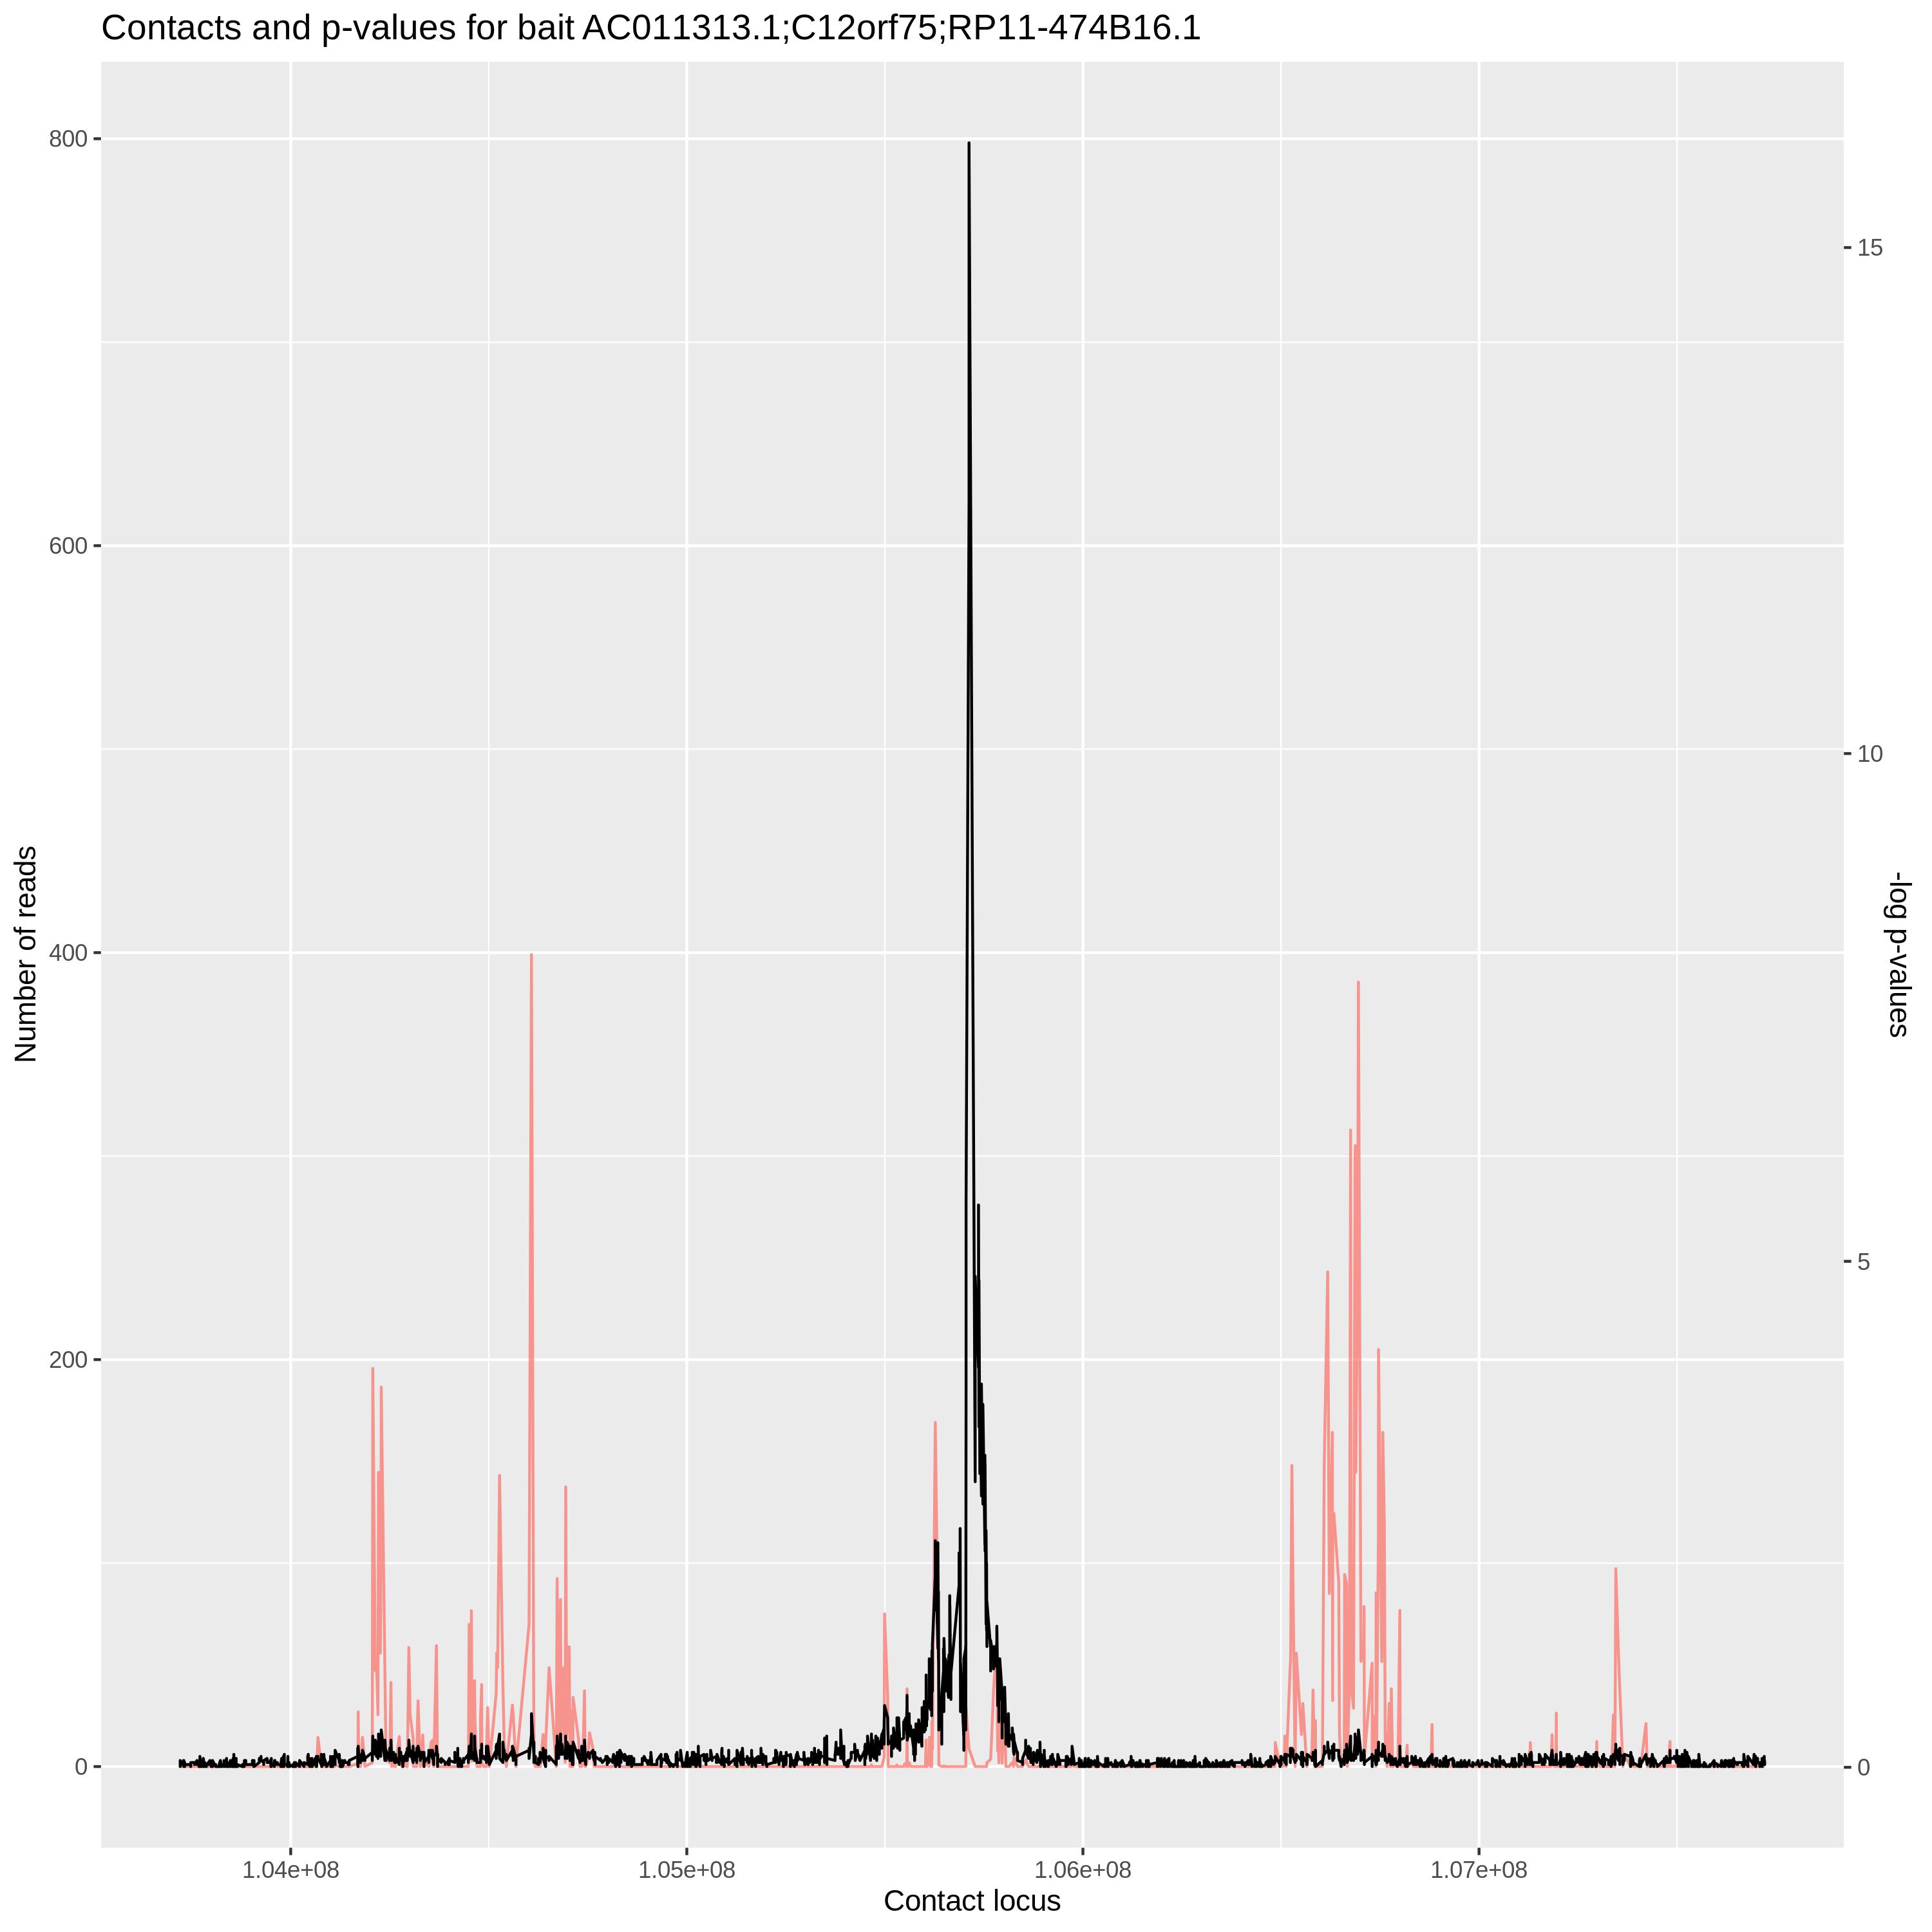 Contacts and p-values for bait AC011313.1;C12orf75;RP11-474B16.1
800
600
400
200
0
Number of reads
15
10
5
0
-log p-values
1.04e+08
1.05e+08
1.06e+08
1.07e+08
Contact locus